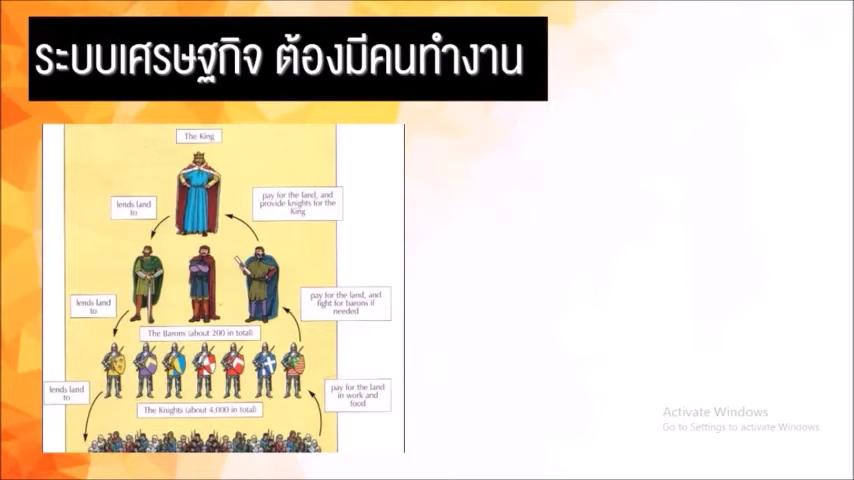 ระบบเศรษฐกิจ ต้องมีคนทำงาน
The King
lends land
to
pay for the land, and
provide knights for the
King
lends land
to
pay for the land, and
fight for barons if
needed
The Barons (about 200 in total)
lends land
to
pay for the land
in work and
food
The Knights (about 4,000 in total)
Activate Windows
Go to Settings to activate Windows.